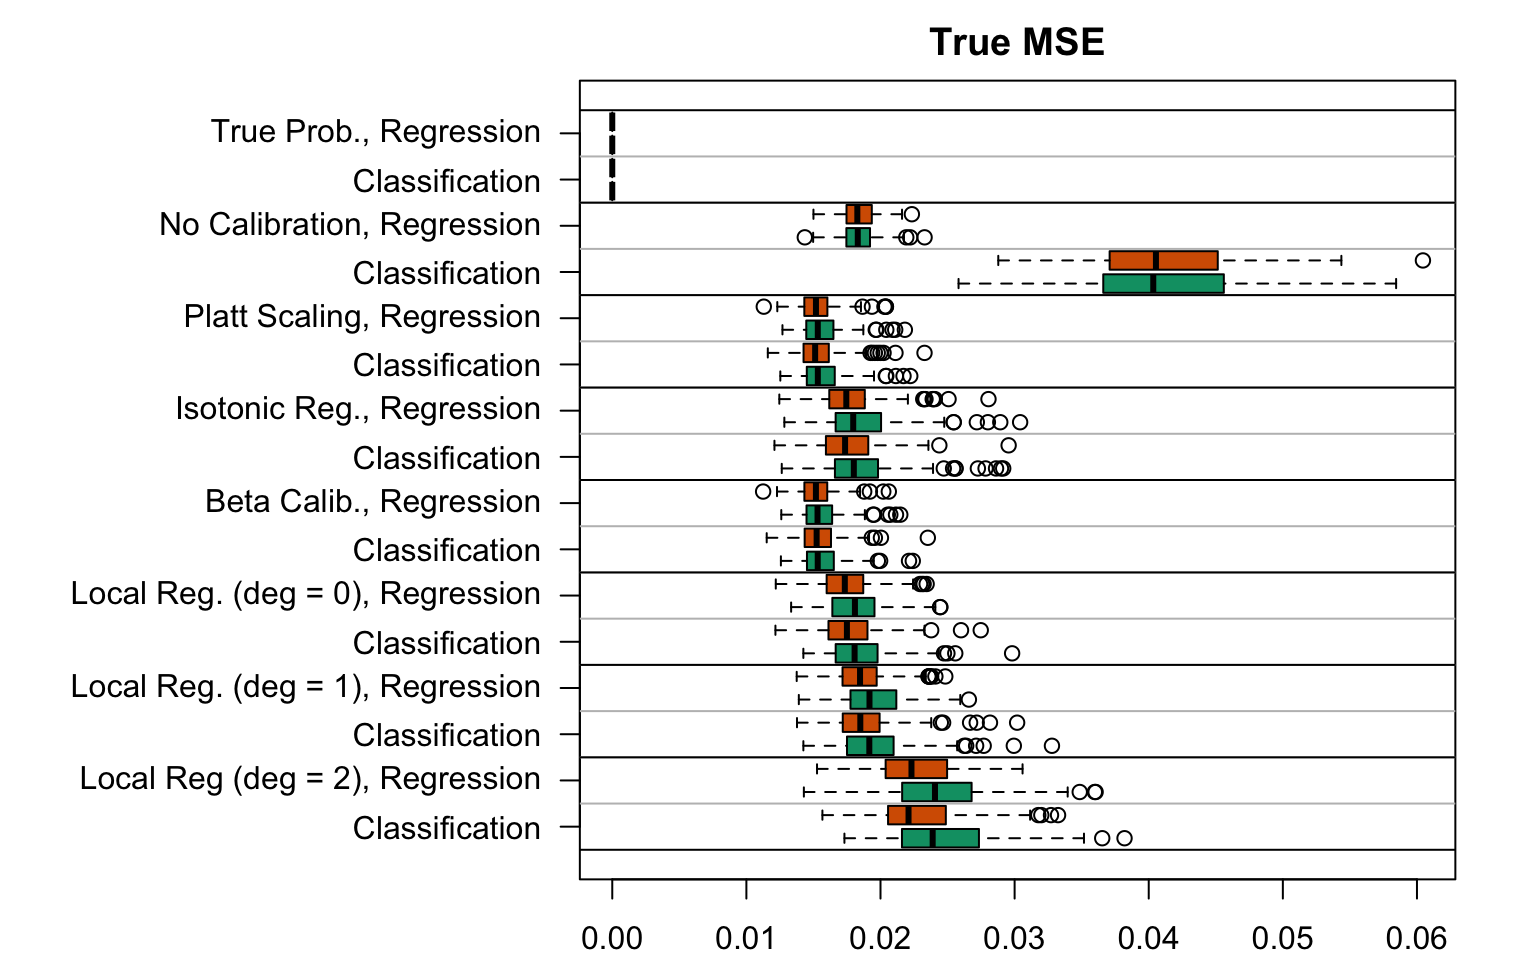 True MSE
True Prob., Regression
Classification
No Calibration, Regression
Classification
Platt Scaling, Regression
Classification
Isotonic Reg., Regression
Classification
Beta Calib., Regression
Classification
Local Reg. (deg = 0), Regression
Classification
Local Reg. (deg = 1), Regression
Classification
Local Reg (deg = 2), Regression
Classification
0.00 0.01 0.02 0.03 0.04 0.05 0.06